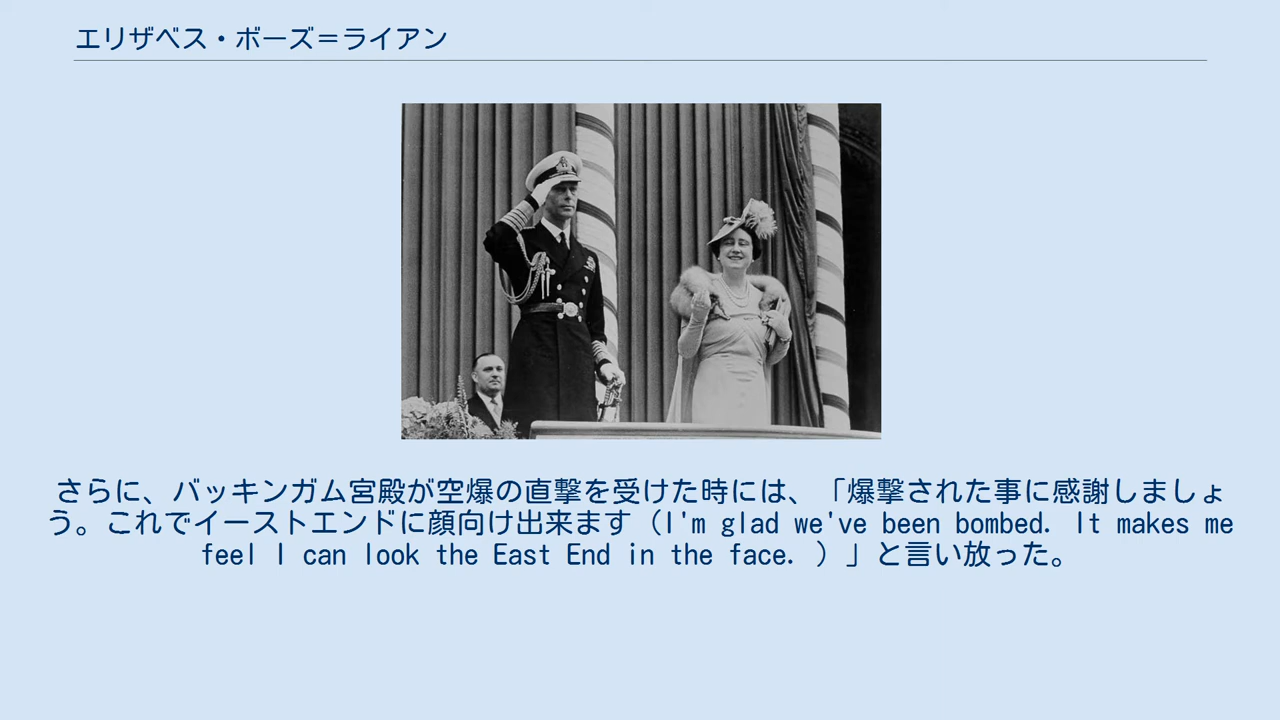 エリザベス・ボーズ＝ライアン
さらに、バッキンガム宮殿が空爆の直撃を受けた時には、「爆撃された事に感謝しましょ
う。これでイーストエンドに顔向け出来ます（I'm glad we've been bombed. It makes me
feel I can look the East End in the face. ）」と言い放った。